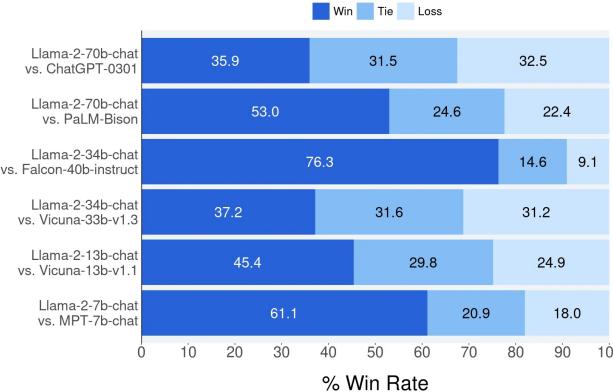 Win Tie Loss
Llama-2-70b-chat
vs. ChatGPT-0301
35.9 31.5 32.5
Llama-2-70b-chat
vs. PaLM-Bison
53.0 24.6 22.4
Llama-2-34b-chat
vs. Falcon-40b-instruct
76.3 14.6 9.1
Llama-2-34b-chat
vs. Vicuna-33b-v1.3
37.2 31.6 31.2
Llama-2-13b-chat
vs. Vicuna-13b-v1.1
45.4 29.8 24.9
Llama-2-7b-chat
vs. MPT-7b-chat
61.1 20.9 18.0
0 10 20 30 40 50 60 70 80 90 10
% Win Rate